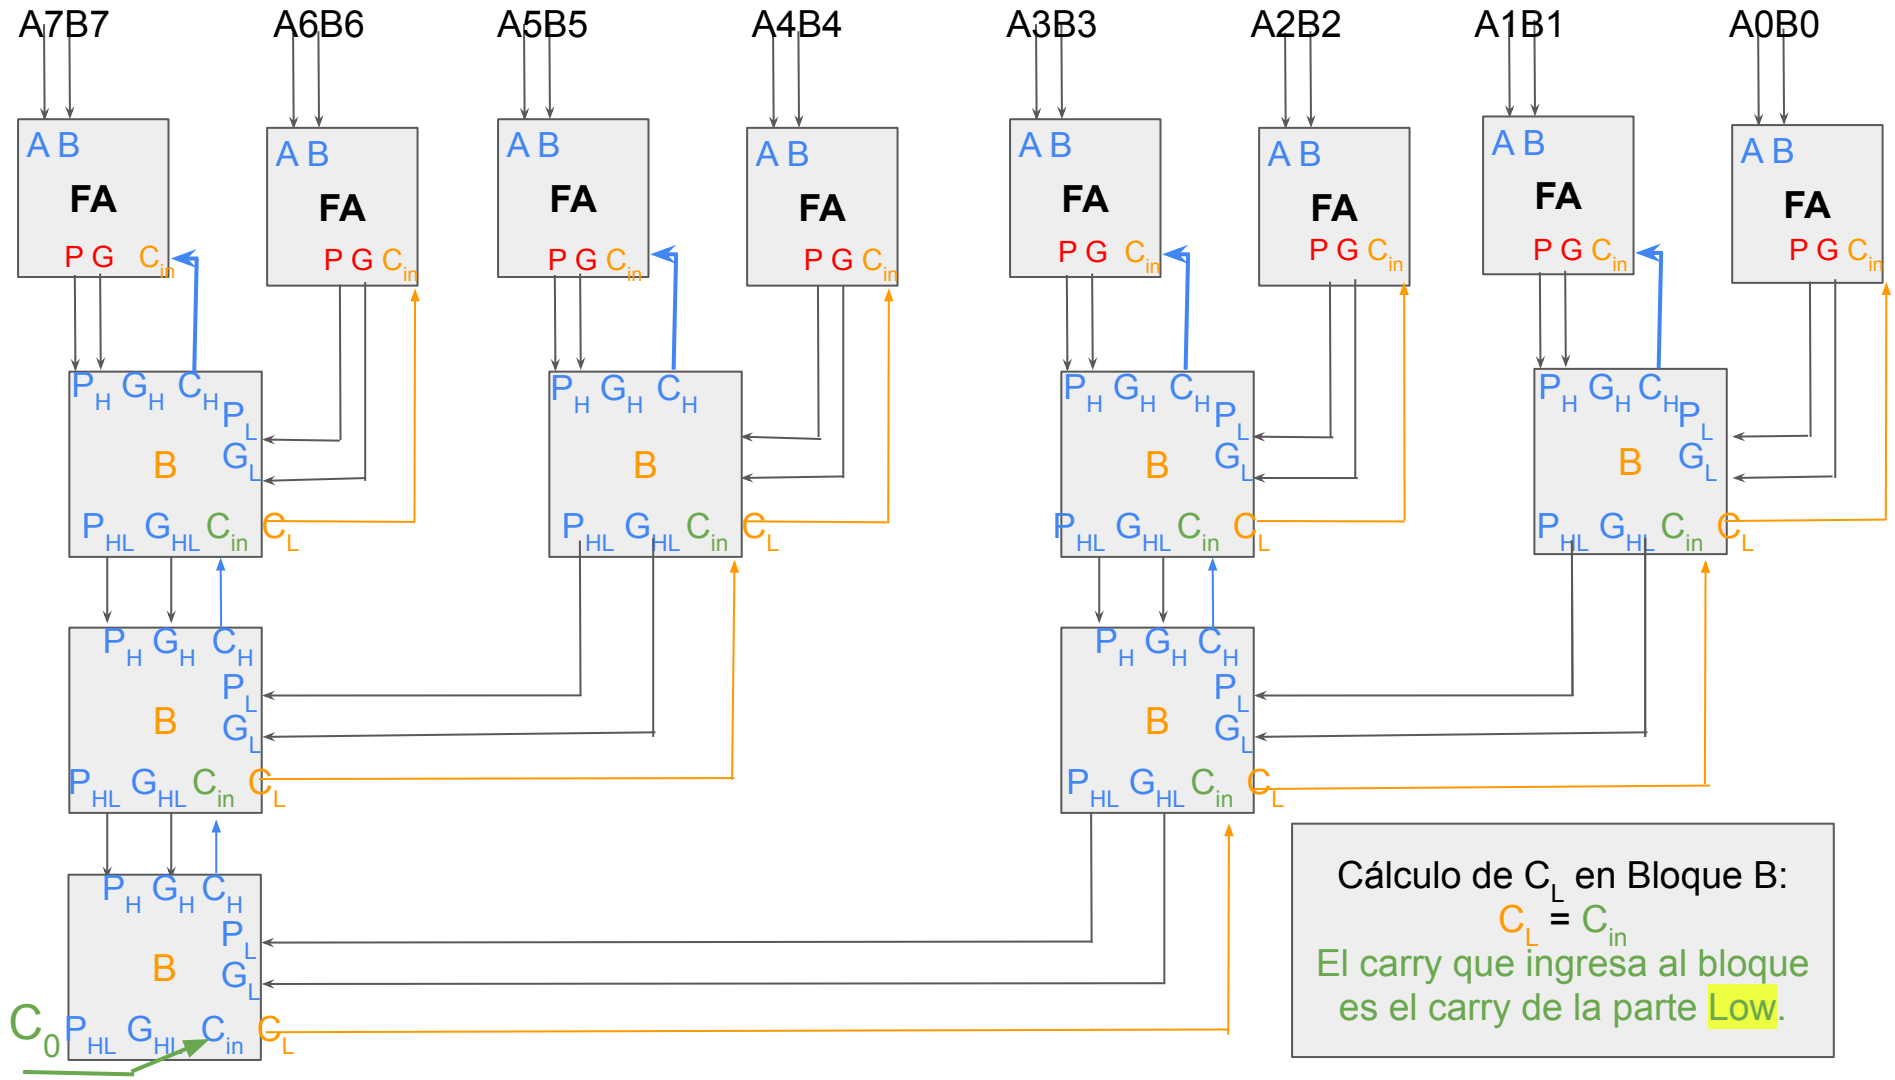 A7B7 A6B6 A5B5 A4B4 A3B3 A2B2 A1B1 A0B0
A B A B A B A B A B A B A B A B
FA FA FA FA FA FA FA FA
P G Cin P G Cin P G Cin P G Cin P G Cin P G Cin P G Cin P G Cin
PH GH CH PH GH CH PH GH CH PH GH CH
PL PL PL
B GL B B GL B GL
PHL GHL Cin CL PHL GHL Cin CL PHL GHL Cin CL PHL GHL Cin CL
PH GH CH PH GH CH
PL PL
B GL B GL
PHL GHL Cin CL PHL GHL Cin CL
PH GH CH
PL
B GL
C0 PHL GHL Cin CL
Cálculo de CL en Bloque B:
CL = Cin
El carry que ingresa al bloque
es el carry de la parte Low.